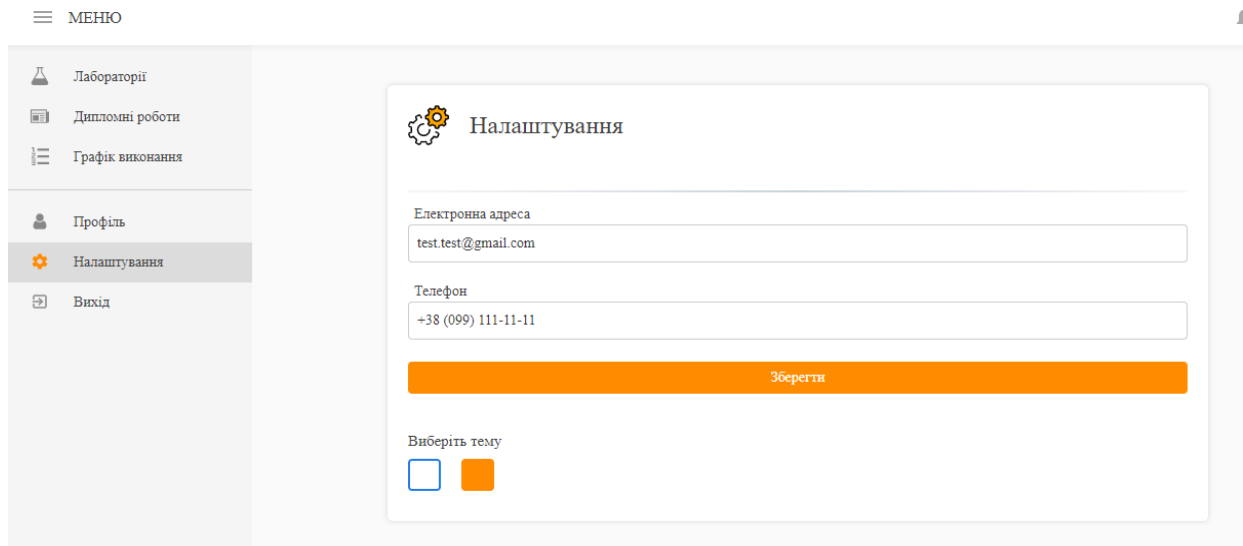 МЕНЮ
Лабораторії
Дипломні роботи
Графік виконання
Профіль
Налаштування
Вихід
Налаштування
Електронна адреса
test.test@gmail.com
Телефон
+38 (099) 111-11-11
Зберегти
Виберіть тему